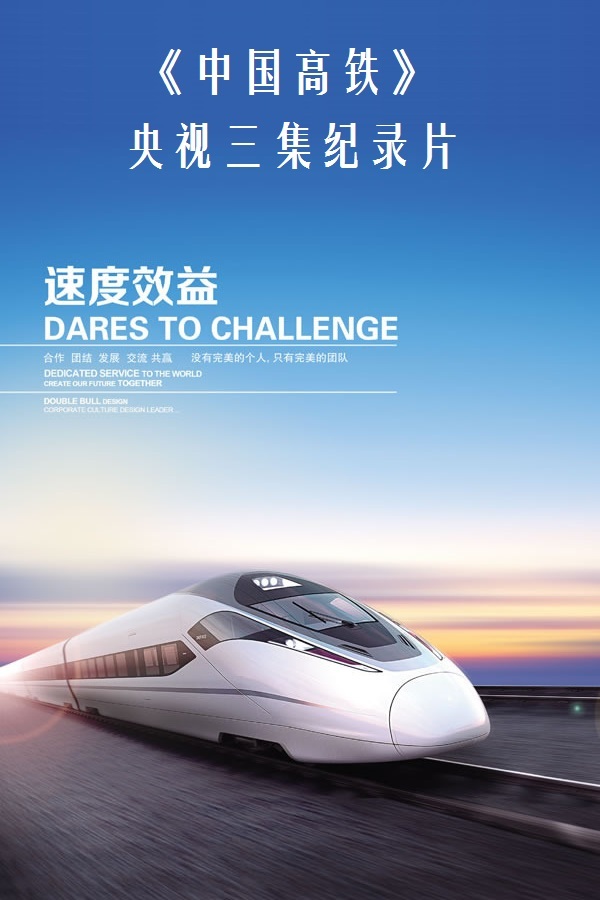 《中国高铁》
央视三集纪录片
速度效益
DARES TO CHALLENGE
合作 团结 发展 交流 共赢 没有完美的个人,只有完美的团队
DEDICATED SERVICE TO THE WORLD
CREATE OUR FUTURE TOGETHER
DOUBLE BULL DESIGN
CORPORATE CULTURE DESIGN LEADER...